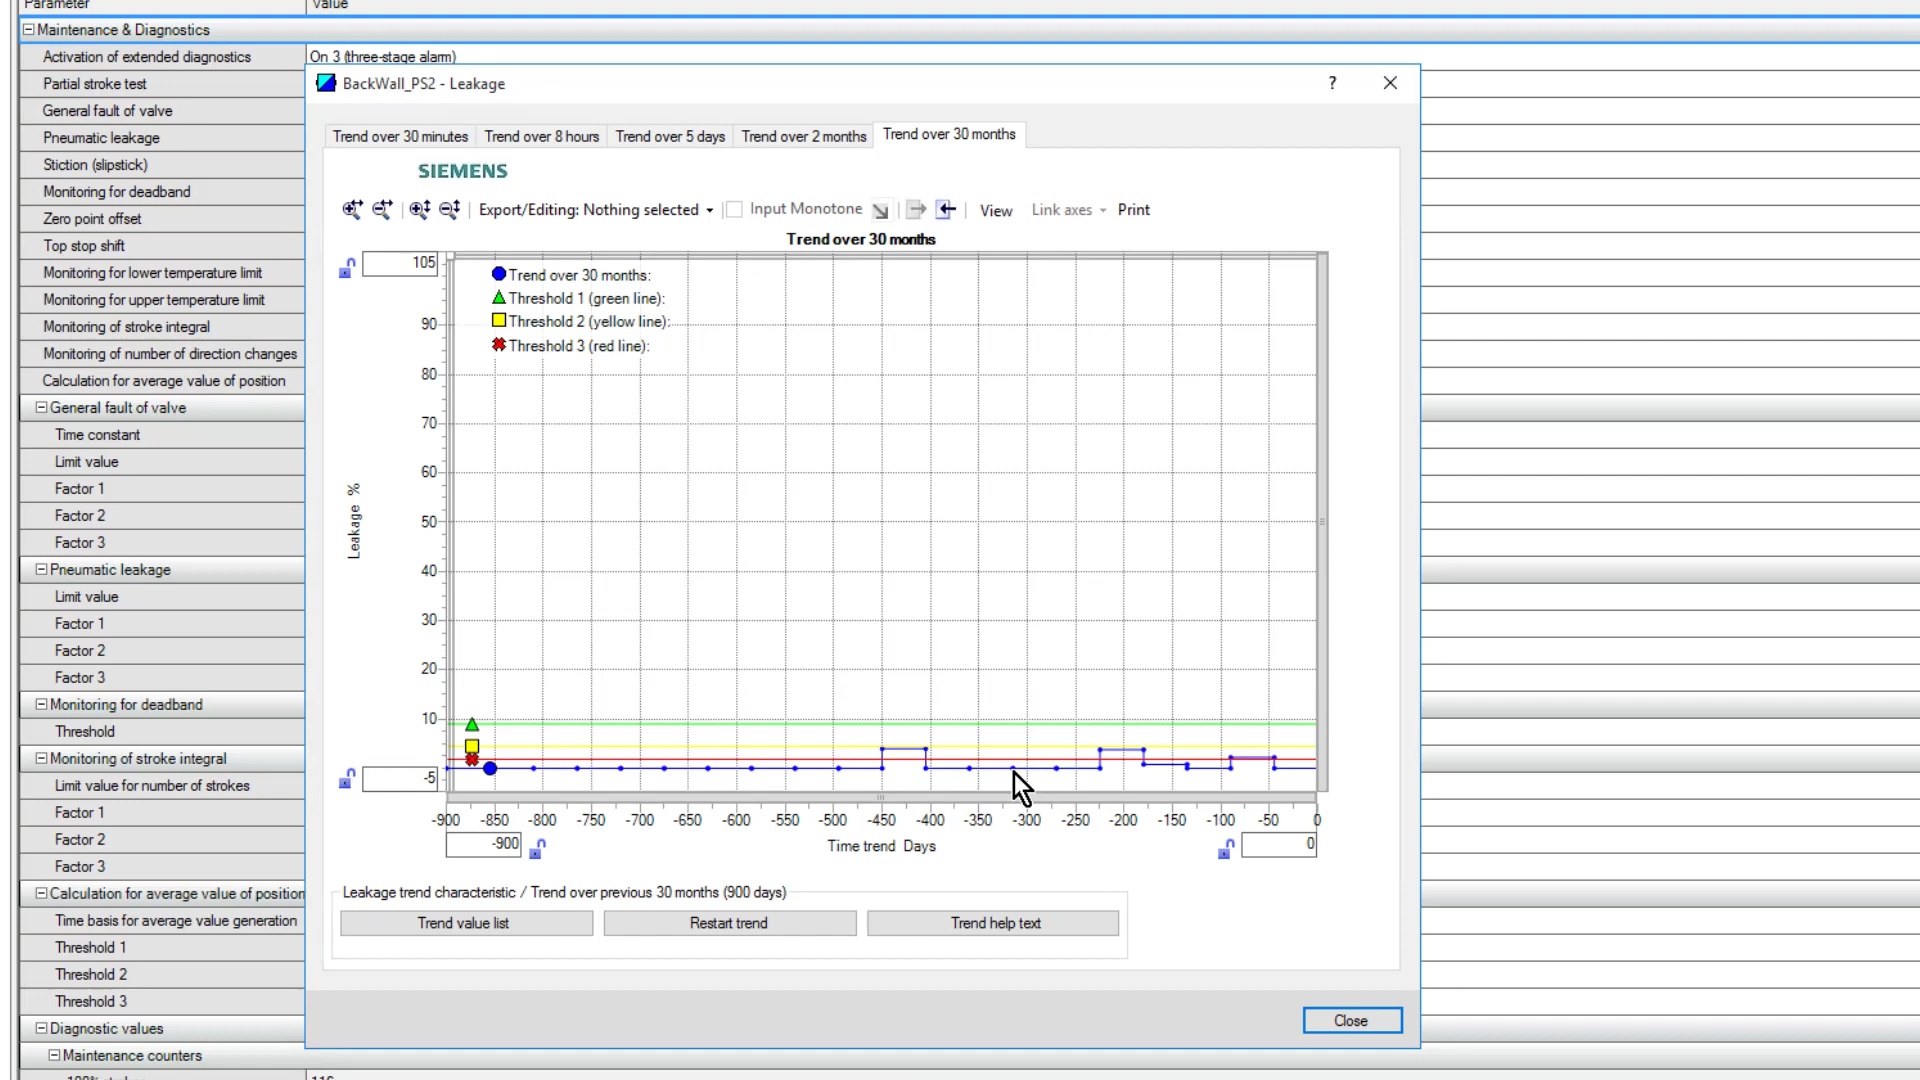 Parameter
Value
Maintenance & Diagnostics
Activation of extended diagnostics
On 3 (three-stage alarm)
Partial stroke test
General fault of valve
Pneumatic leakage
Stiction (slipstick)
Monitoring for deadband
Zero point offset
Top stop shift
Monitoring for lower temperature limit
Monitoring for upper temperature limit
Monitoring of stroke integral
Monitoring of number of direction changes
Calculation for average value of position
General fault of valve
Time constant
Limit value
Factor 1
Factor 2
Factor 3
Pneumatic leakage
Limit value
Factor 1
Factor 2
Factor 3
Monitoring for deadband
Threshold
Monitoring of stroke integral
Limit value for number of strokes
Factor 1
Factor 2
Factor 3
Calculation for average value of position
Time basis for average value generation
Threshold 1
Threshold 2
Threshold 3
Diagnostic values
Maintenance counters
BackWall_PS2 - Leakage
?
Trend over 30 minutes
Trend over 8 hours
Trend over 5 days
Trend over 2 months
Trend over 30 months
SIEMENS
Export/Editing: Nothing selected
Input Monotone
View
Link axes
Print
Trend over 30 months
105
Trend over 30 months:
Threshold 1 (green line):
Threshold 2 (yellow line):
Threshold 3 (red line):
90
80
70
60
50
40
30
20
10
-5
Leakage %
-900 -850 -800 -750 -700 -650 -600 -550 -500 -450 -400 -350 -300 -250 -200 -150 -100 -50 0
-900
Time trend Days
0
Leakage trend characteristic / Trend over previous 30 months (900 days)
Trend value list
Restart trend
Trend help text
Close